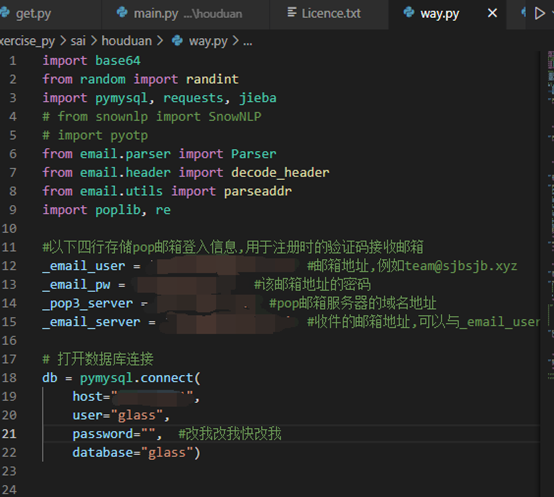 get.py main.py ...\houduan Licence.txt way.py
exercise_py > sai > houduan > way.py > ...
1 import base64
2 from random import randint
3 import pymysql, requests, jieba
4 # from snownlp import SnowNLP
5 # import pyotp
6 from email.parser import Parser
7 from email.header import decode_header
8 from email.utils import parseaddr
9 import poplib, re
10
11 #以下四行存储pop邮箱登入信息,用于注册时的验证码接收邮箱
12 _email_user = #邮箱地址,例如team@sjbsjb.xyz
13 _email_pw = #该邮箱地址的密码
14 _pop3_server = #pop邮箱服务器的域名地址
15 _email_server = #收件的邮箱地址,可以与_email_user
16
17 # 打开数据库连接
18 db = pymysql.connect(
19 host=" ",
20 user="glass",
21 password="", #改我改我快改我
22 database="glass")
23
24